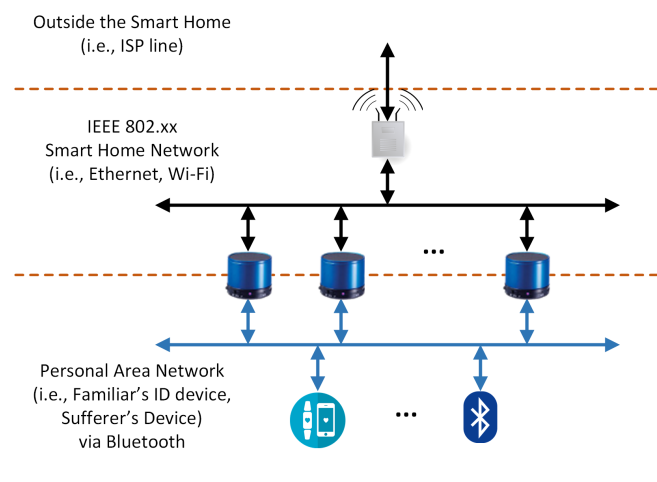 Outside the Smart Home
(i.e., ISP line)
IEEE 802.xx
Smart Home Network
(i.e., Ethernet, Wi-Fi)
...
Personal Area Network
(i.e., Familiar's ID device,
Sufferer's Device)
via Bluetooth
...